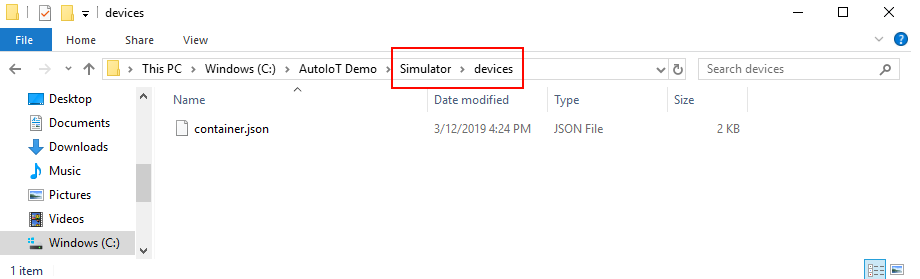 devices
File Home Share View
This PC > Windows (C:) > AutoIoT Demo > Simulator > devices
Search devices
Name Date modified Type Size
container.json 3/12/2019 4:24 PM JSON File 2 KB
Desktop
Documents
Downloads
Music
Pictures
Videos
Windows (C:)
1 item